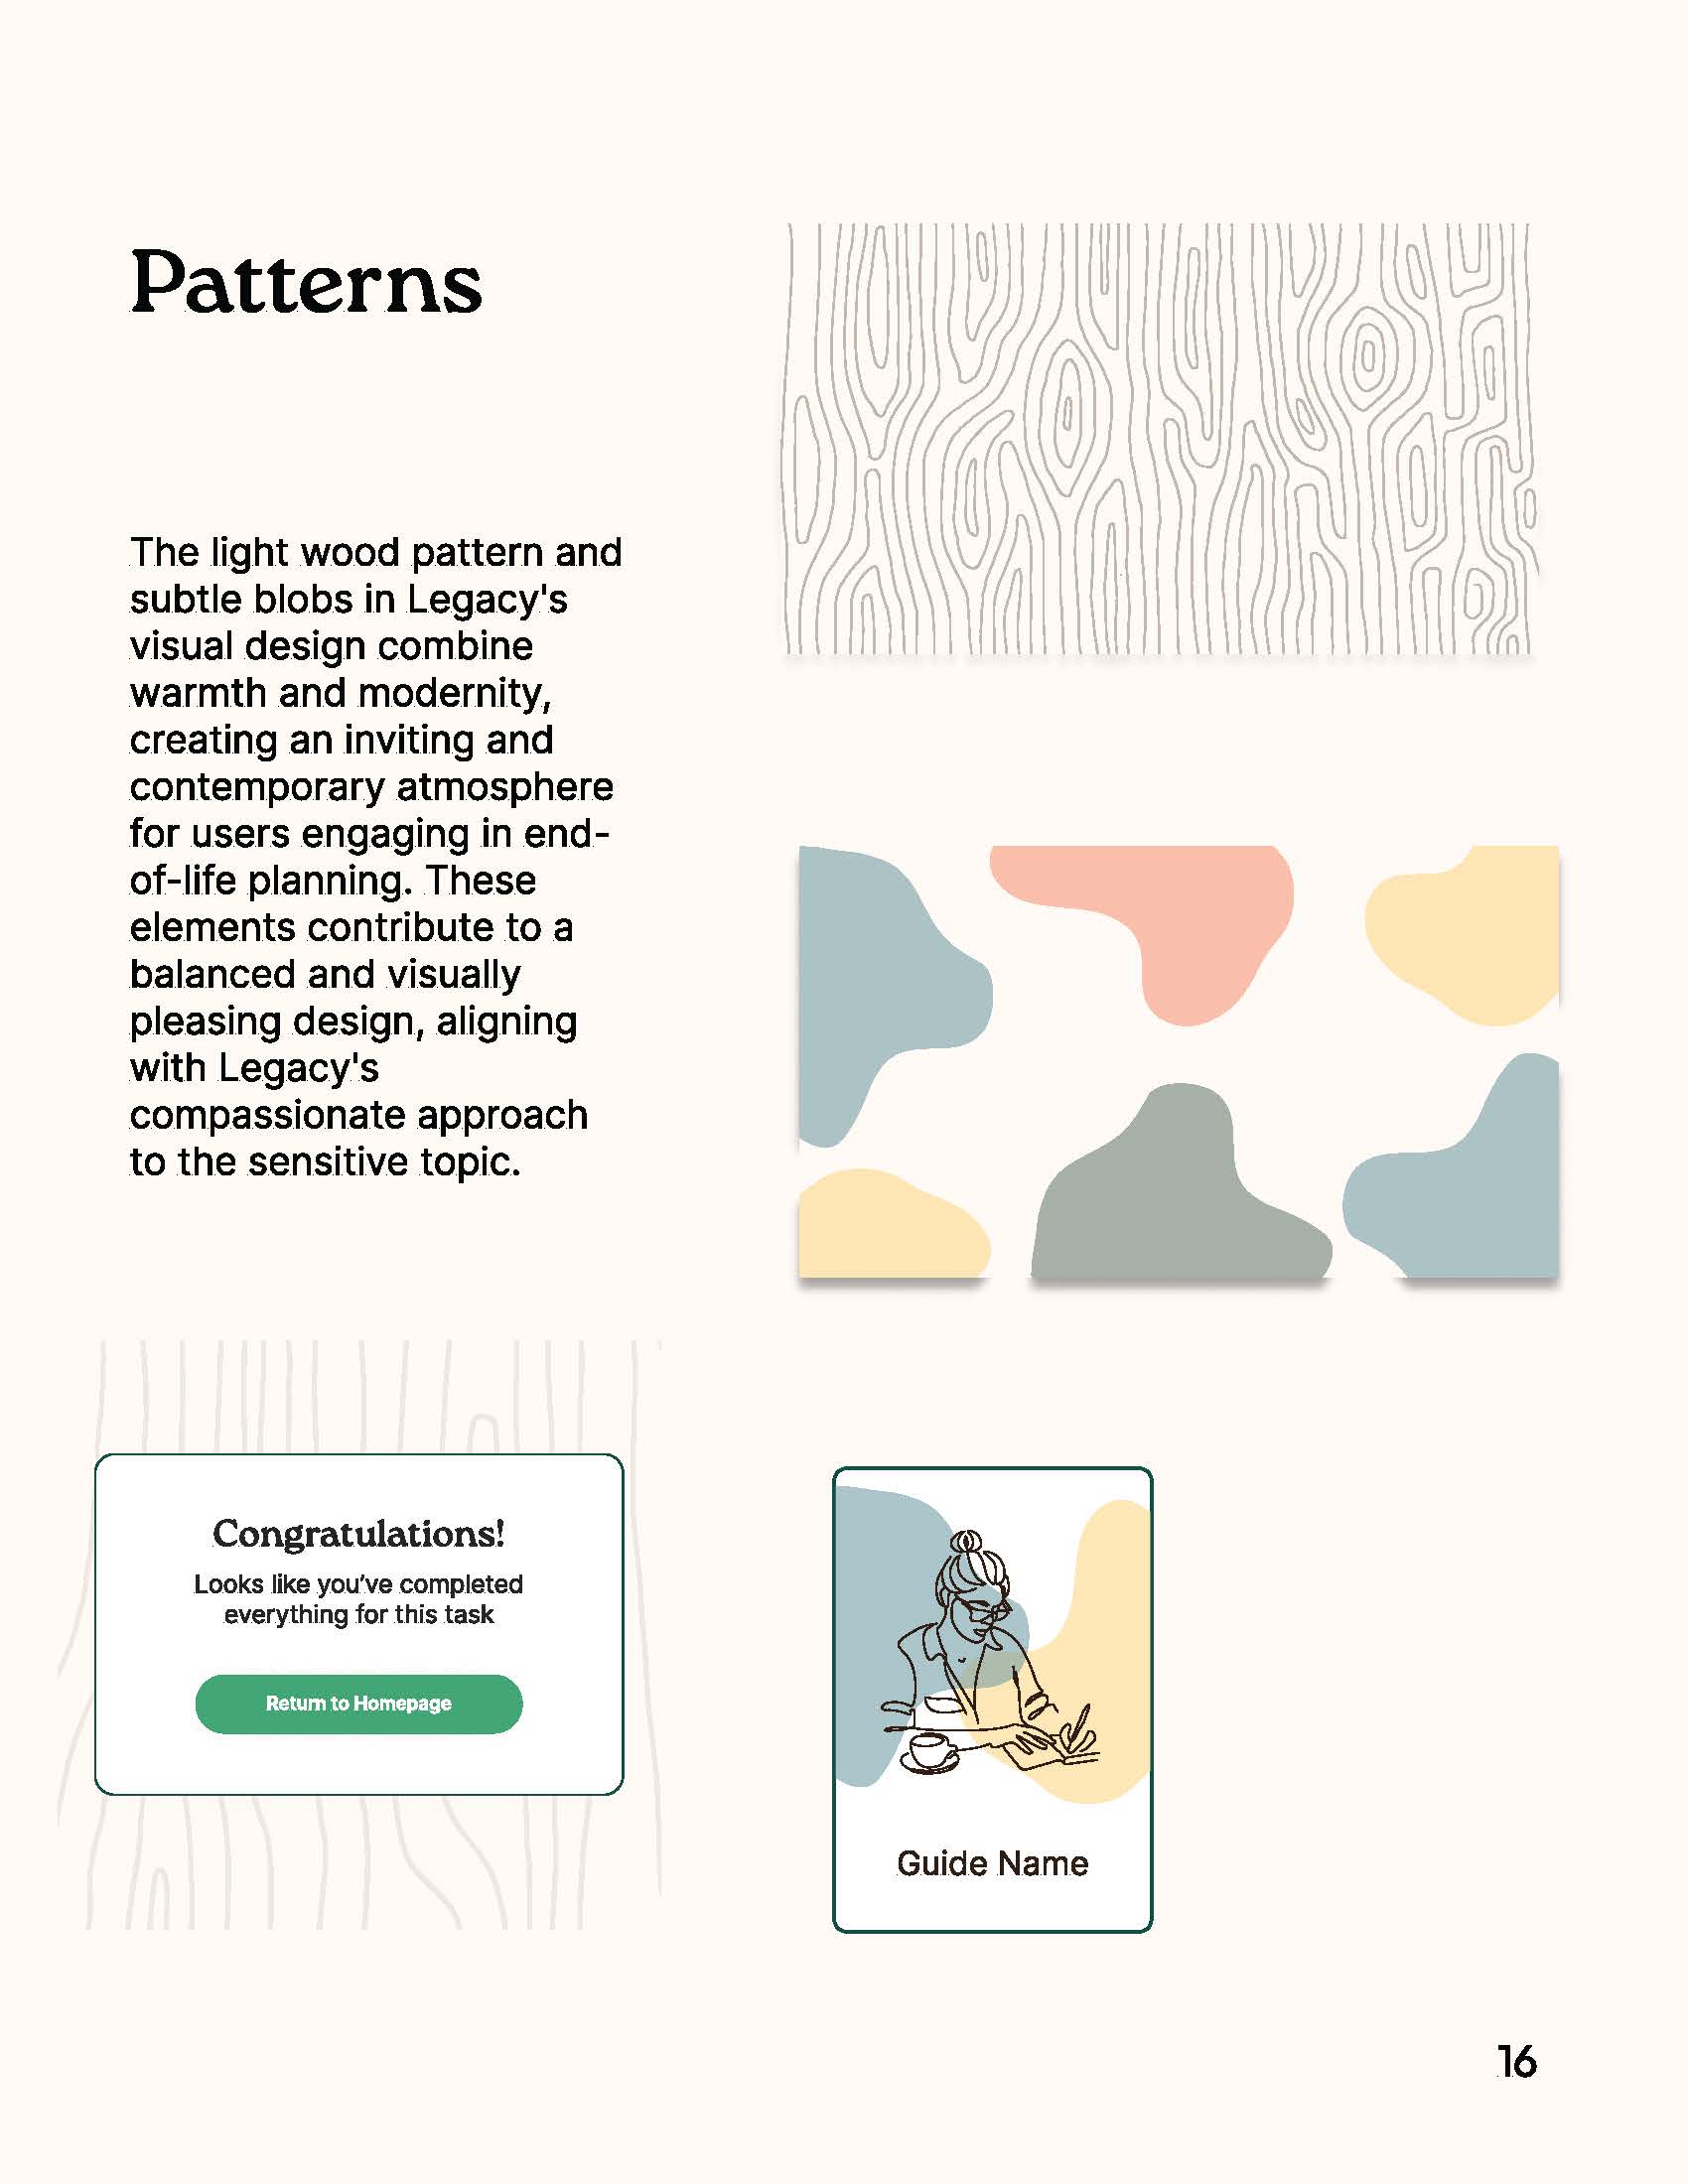 Patterns
The light wood pattern and
subtle blobs in Legacy's
visual design combine
warmth and modernity,
creating an inviting and
contemporary atmosphere
for users engaging in end-
of-life planning. These
elements contribute to a
balanced and visually
pleasing design, aligning
with Legacy's
compassionate approach
to the sensitive topic.
Congratulations!
Looks like you've completed
everything for this task
Return to Homepage
Guide Name
16